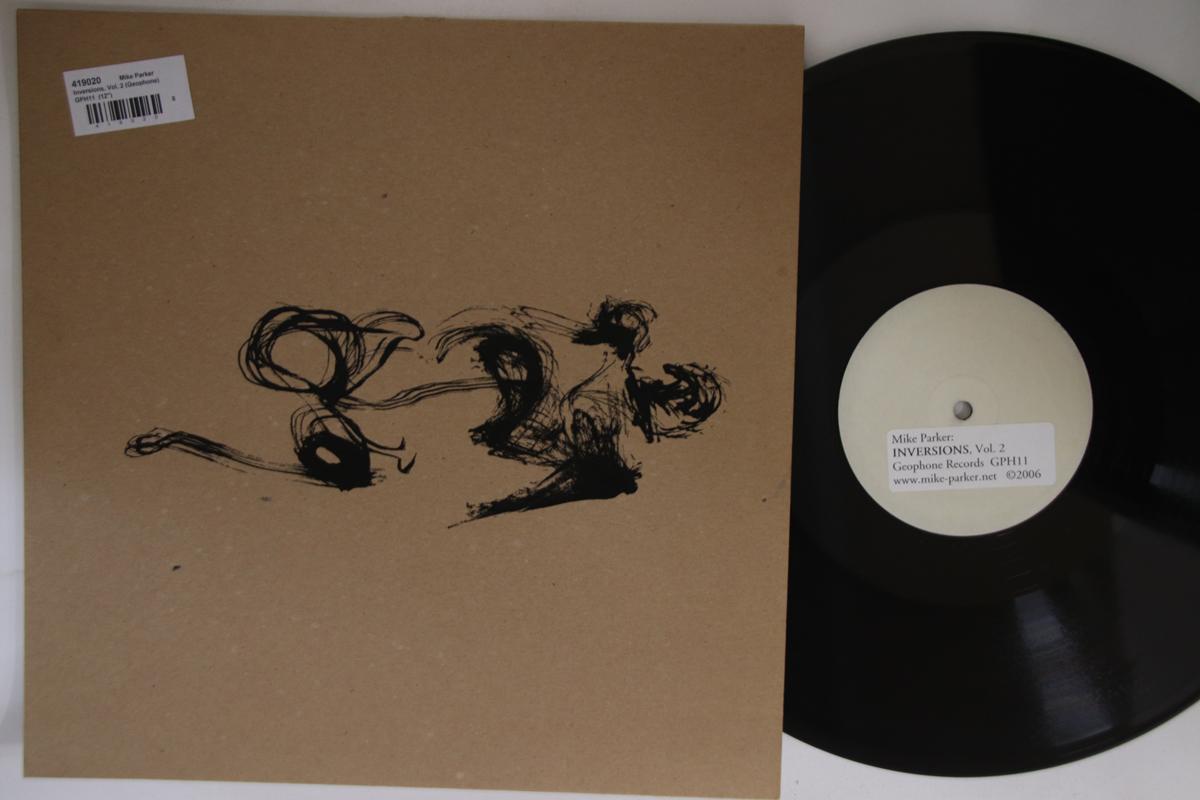 419020 Mike Parker
Inversions, Vol. 2 (Geophone)
GPH11 (12")
Mike Parker:
INVERSIONS, Vol. 2
Geophone Records GPH11
www.mike-parker.net ©2006